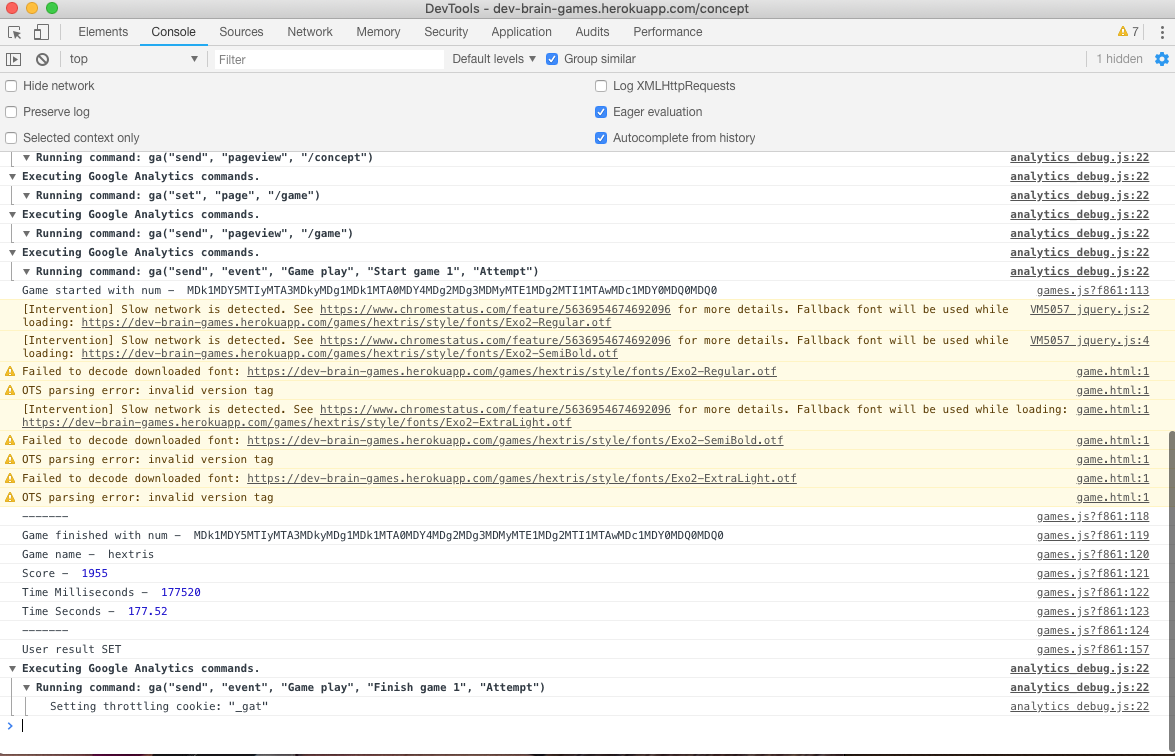 DevTools - dev-brain-games.herokuapp.com/concept
Elements Console Sources Network Memory Security Application Audits Performance 7
top Filter Default levels Group similar 1 hidden
Hide network Log XMLHttpRequests
Preserve log Eager evaluation
Selected context only Autocomplete from history
Running command: ga("send", "pageview", "/concept") analytics_debug.js:22
Executing Google Analytics commands. analytics_debug.js:22
Running command: ga("set", "page", "/game") analytics_debug.js:22
Executing Google Analytics commands. analytics_debug.js:22
Running command: ga("send", "pageview", "/game") analytics_debug.js:22
Executing Google Analytics commands. analytics_debug.js:22
Running command: ga("send", "event", "Game play", "Start game 1", "Attempt") analytics_debug.js:22
Game started with num – MDk1MDY5MTIyMTA3MDkyMDg1MDk1MTA0MDY4MDg2MDg3MDMyMTE1MDg2MTI1MTAwMDc1MDY0MDQ0MDQ0 games.js?f861:113
[Intervention] Slow network is detected. See https://www.chromestatus.com/feature/5636954674692096 for more details. Fallback font will be used while VM5057 jquery.js:2
loading: https://dev-brain-games.herokuapp.com/games/hextris/style/fonts/Exo2-Regular.otf
[Intervention] Slow network is detected. See https://www.chromestatus.com/feature/5636954674692096 for more details. Fallback font will be used while VM5057 jquery.js:4
loading: https://dev-brain-games.herokuapp.com/games/hextris/style/fonts/Exo2-SemiBold.otf
Failed to decode downloaded font: https://dev-brain-games.herokuapp.com/games/hextris/style/fonts/Exo2-Regular.otf game.html:1
OTS parsing error: invalid version tag game.html:1
[Intervention] Slow network is detected. See https://www.chromestatus.com/feature/5636954674692096 for more details. Fallback font will be used while loading: game.html:1
https://dev-brain-games.herokuapp.com/games/hextris/style/fonts/Exo2-ExtraLight.otf
Failed to decode downloaded font: https://dev-brain-games.herokuapp.com/games/hextris/style/fonts/Exo2-SemiBold.otf game.html:1
OTS parsing error: invalid version tag game.html:1
Failed to decode downloaded font: https://dev-brain-games.herokuapp.com/games/hextris/style/fonts/Exo2-ExtraLight.otf game.html:1
OTS parsing error: invalid version tag game.html:1
––––––– games.js?f861:118
Game finished with num – MDk1MDY5MTIyMTA3MDkyMDg1MDk1MTA0MDY4MDg2MDg3MDMyMTE1MDg2MTI1MTAwMDc1MDY0MDQ0MDQ0 games.js?f861:119
Game name – hextris games.js?f861:120
Score – 1955 games.js?f861:121
Time Milliseconds – 177520 games.js?f861:122
Time Seconds – 177.52 games.js?f861:123
––––––– games.js?f861:124
User result SET games.js?f861:157
Executing Google Analytics commands. analytics_debug.js:22
Running command: ga("send", "event", "Game play", "Finish game 1", "Attempt") analytics_debug.js:22
Setting throttling cookie: "_gat" analytics_debug.js:22